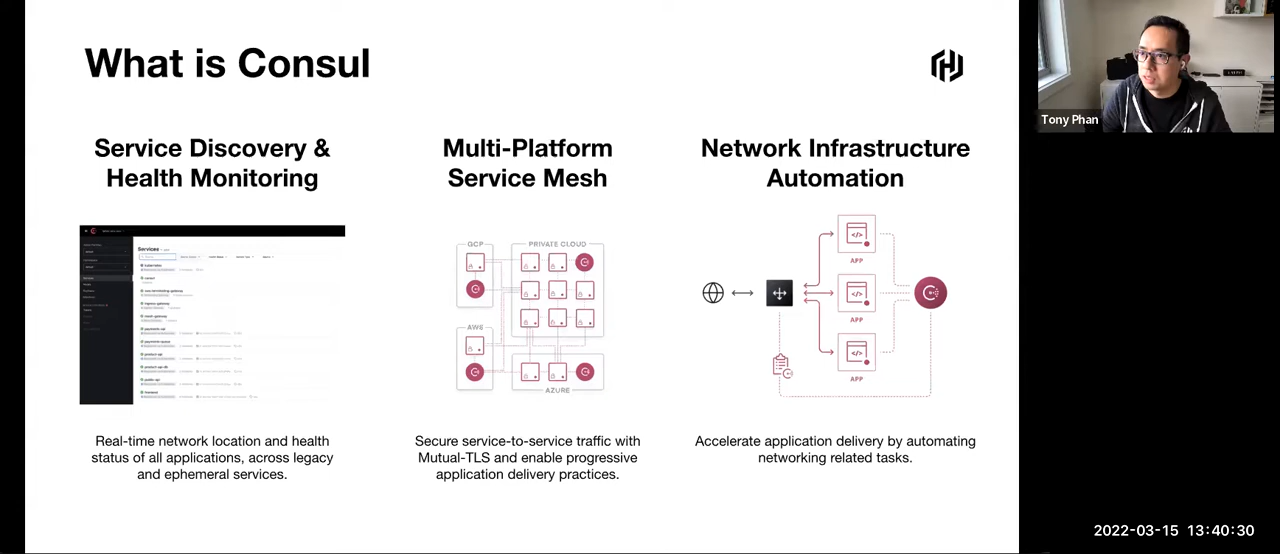 What is Consul
Tony Phan
Service Discovery &
Health Monitoring
Multi-Platform
Service Mesh
Network Infrastructure
Automation
Services
GCP
PRIVATE CLOUD
AWS
AZURE
APP
APP
APP
Real-time network location and health
status of all applications, across legacy
and ephemeral services.
Secure service-to-service traffic with
Mutual-TLS and enable progressive
application delivery practices.
Accelerate application delivery by automating
networking related tasks.
2022-03-15 13:40:30